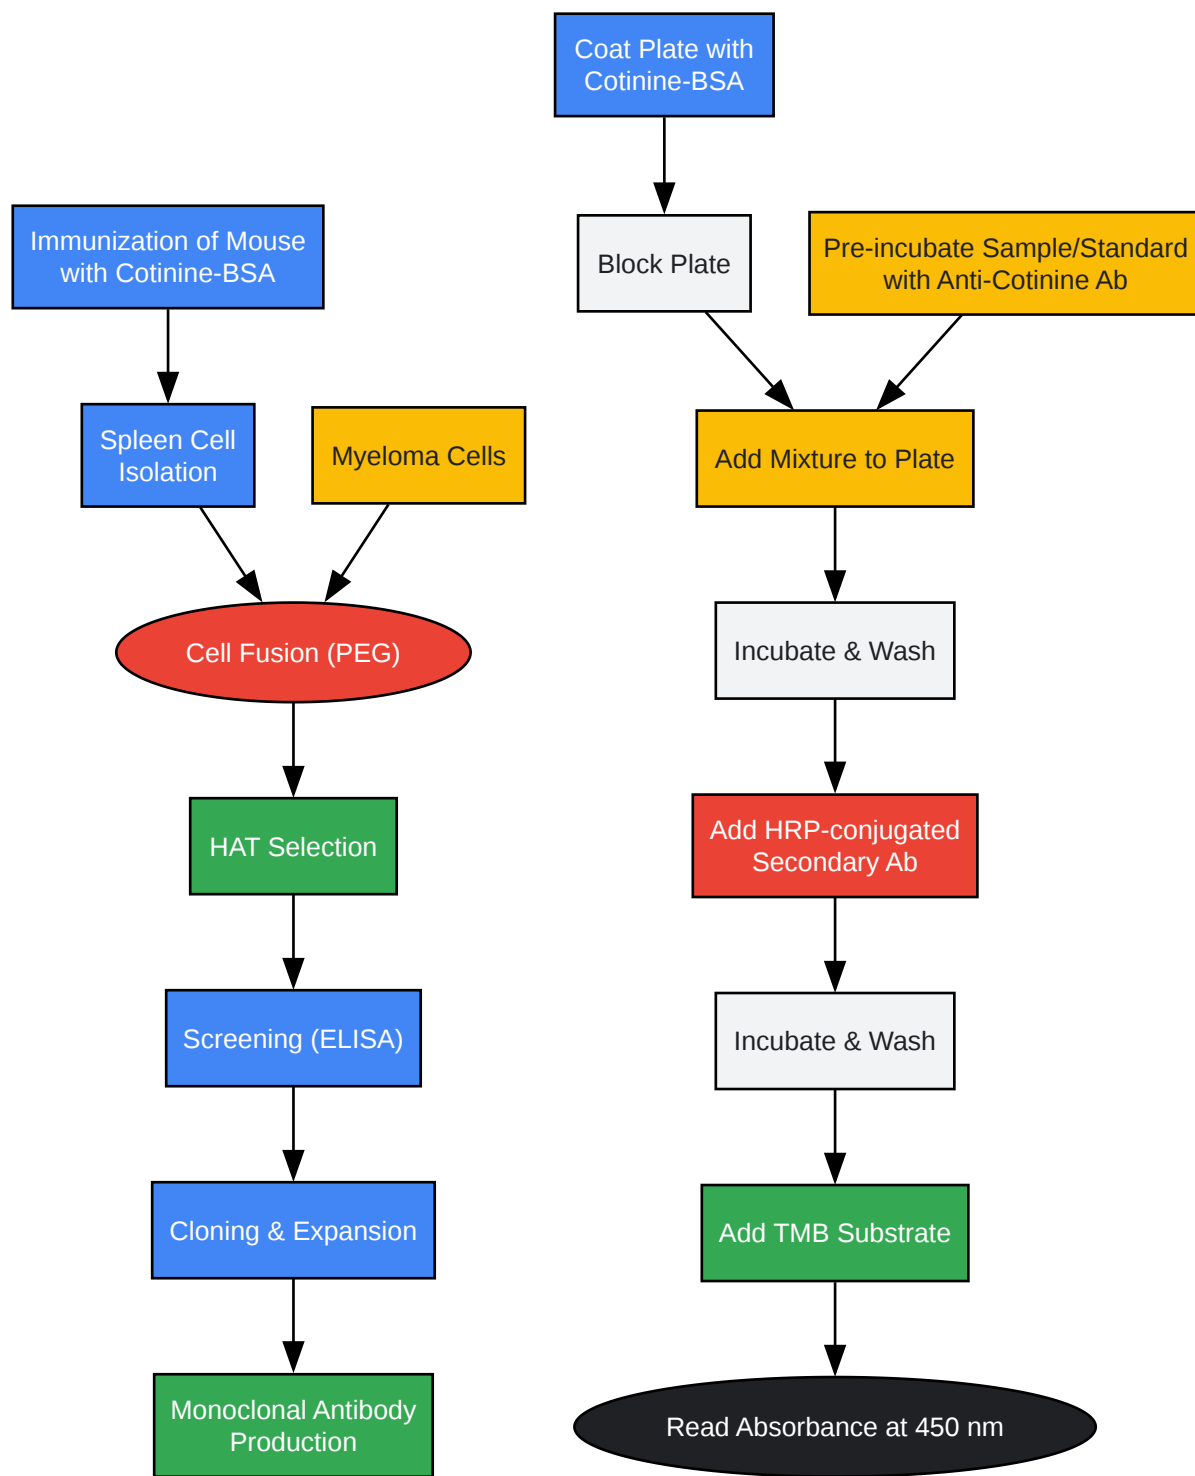 Immunization of Mouse
with Cotinine-BSA
Spleen Cell
Isolation
Myeloma Cells
Cell Fusion (PEG)
HAT Selection
Screening (ELISA)
Cloning & Expansion
Monoclonal Antibody
Production
Coat Plate with
Cotinine-BSA
Block Plate
Pre-incubate Sample/Standard
with Anti-Cotinine Ab
Add Mixture to Plate
Incubate & Wash
Add HRP-conjugated
Secondary Ab
Incubate & Wash
Add TMB Substrate
Read Absorbance at 450 nm